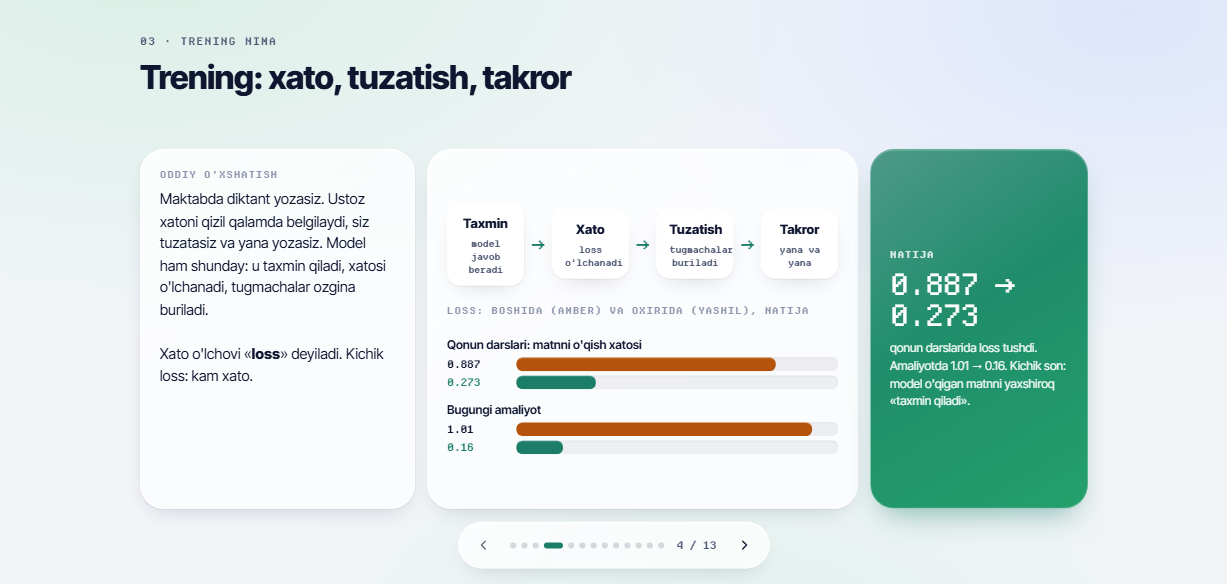 03 · TRENING NIMA
Trening: xato, tuzatish, takror
ODDIY O'XSHATISH
Maktabda diktant yozasiz. Ustoz
xatoni qizil qalamda belgilaydi, siz
tuzatasiz va yana yozasiz. Model
ham shunday: u taxmin qiladi, xatosi
o'lchanadi, tugmachalar ozgina
buriladi.
Xato o'lchovi «loss» deyiladi. Kichik
loss: kam xato.
Taxmin
model
javob
beradi
→
Xato
loss
o'lchanadi
→
Tuzatish
tugmachalar
buriladi
→
Takror
yana va
yana
LOSS: BOSHIDA (AMBER) VA OXIRIDA (YASHIL), NATIJA
Qonun darslari: matnni o'qish xatosi
0.887
0.273
Bugungi amaliyot
1.01
0.16
NATIJA
0.887 →
0.273
qonun darslarida loss tushdi.
Amaliyotda 1.01 → 0.16. Kichik son:
model o'qigan matnni yaxshiroq
«taxmin qiladi».
4 / 13